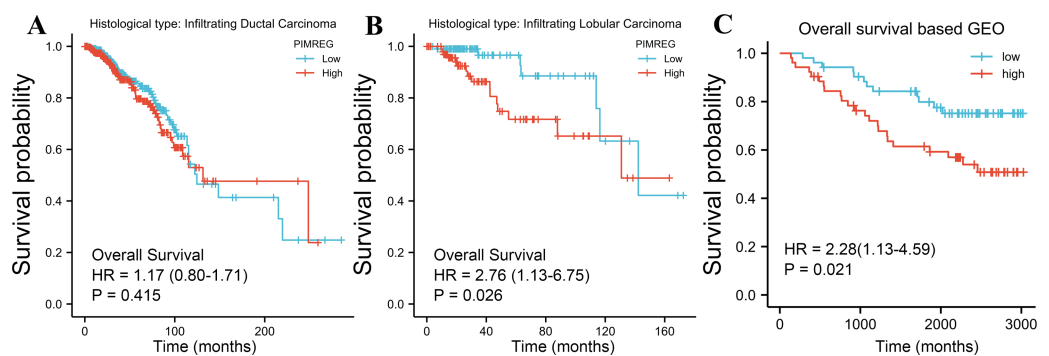 A
Histological type: Infiltrating Ductal Carcinoma
PIMREG
Low
High
Survival probability
1.0
0.8
0.6
0.4
0.2
0.0
Overall Survival
HR = 1.17 (0.80-1.71)
P = 0.415
0
100
200
Time (months)
B
Histological type: Infiltrating Lobular Carcinoma
PIMREG
Low
High
Survival probability
1.0
0.8
0.6
0.4
0.2
0.0
Overall Survival
HR = 2.76 (1.13-6.75)
P = 0.026
0
40
80
120
160
Time (months)
C
Overall survival based GEO
low
high
Survival probability
1.0
0.8
0.6
0.4
0.2
0.0
HR = 2.28(1.13-4.59)
P = 0.021
0
1000
2000
3000
Time (months)